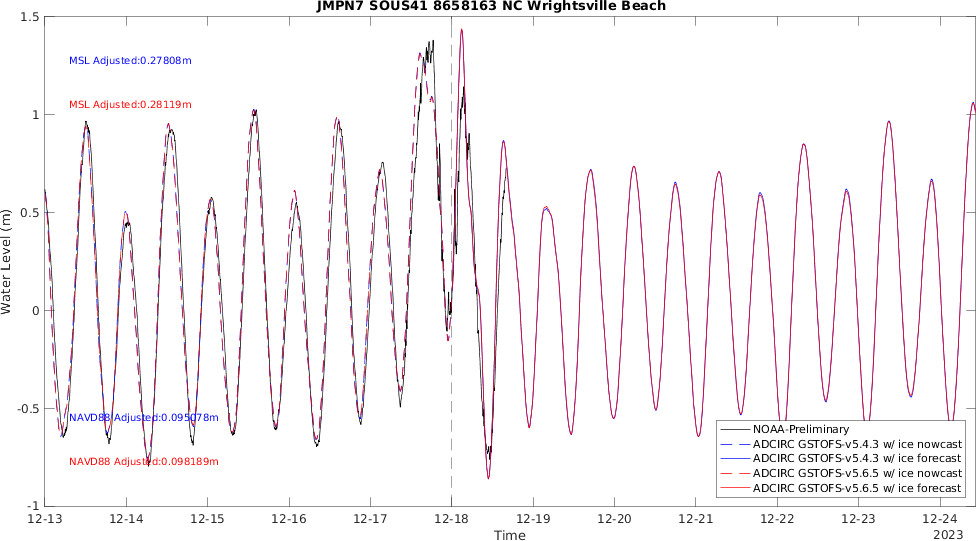 JMPN7 SOUS41 8658163 NC Wrightsville Beach
1.5
MSL Adjusted:0.27808m
MSL Adjusted:0.28119m
1
0.5
Water Level (m)
0
-0.5
NAVD88 Adjusted:0.095078m
NAVD88 Adjusted:0.098189m
-1
NOAA-Preliminary
ADCIRC GSTOFS-v5.4.3 w/ ice nowcast
ADCIRC GSTOFS-v5.4.3 w/ ice forecast
ADCIRC GSTOFS-v5.6.5 w/ ice nowcast
ADCIRC GSTOFS-v5.6.5 w/ ice forecast
12-13 12-14 12-15 12-16 12-17 12-18 12-19 12-20 12-21 12-22 12-23 12-24
Time
2023